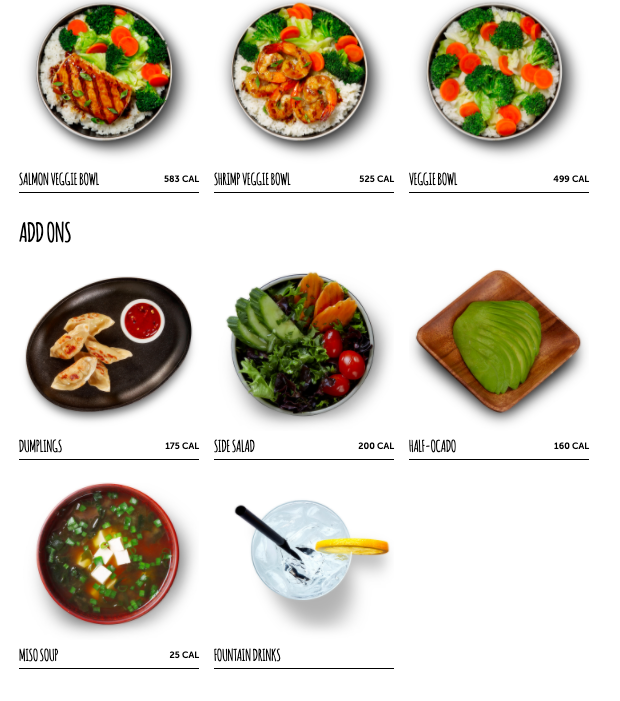 SALMON VEGGIE BOWL 583 CAL
SHRIMP VEGGIE BOWL 525 CAL
VEGGIE BOWL 499 CAL
ADD ONS
DUMPLINGS 175 CAL
SIDE SALAD 200 CAL
HALF-OCADO 160 CAL
MISO SOUP 25 CAL
FOUNTAIN DRINKS